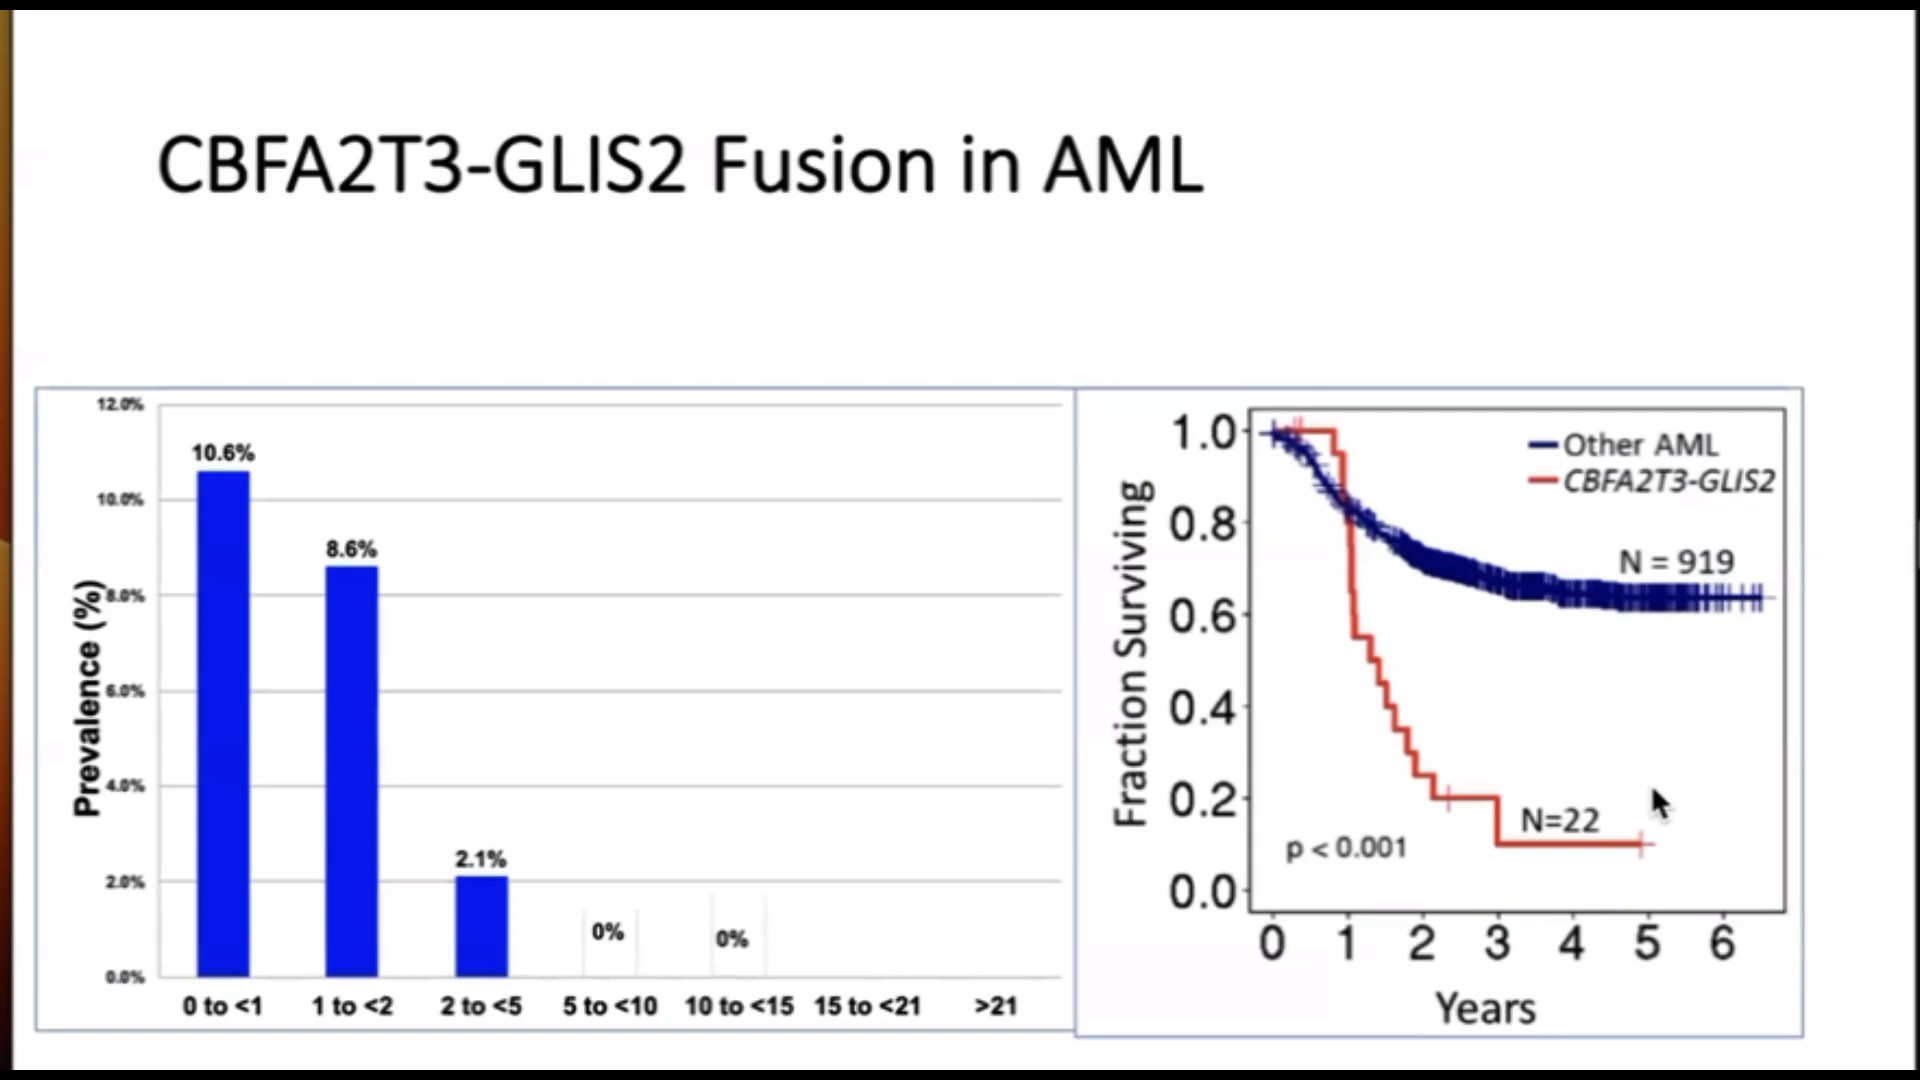 CBFA2T3-GLIS2 Fusion in AML
Prevalence (%)
12.0%
10.0%
8.0%
6.0%
4.0%
2.0%
0.0%
10.6%
8.6%
2.1%
0%
0%
0 to <1
1 to <2
2 to <5
5 to <10
10 to <15
15 to <21
>21
Fraction Surviving
1.0
0.8
0.6
0.4
0.2
0.0
Other AML
CBFA2T3-GLIS2
N = 919
N=22
p < 0.001
0 1 2 3 4 5 6
Years